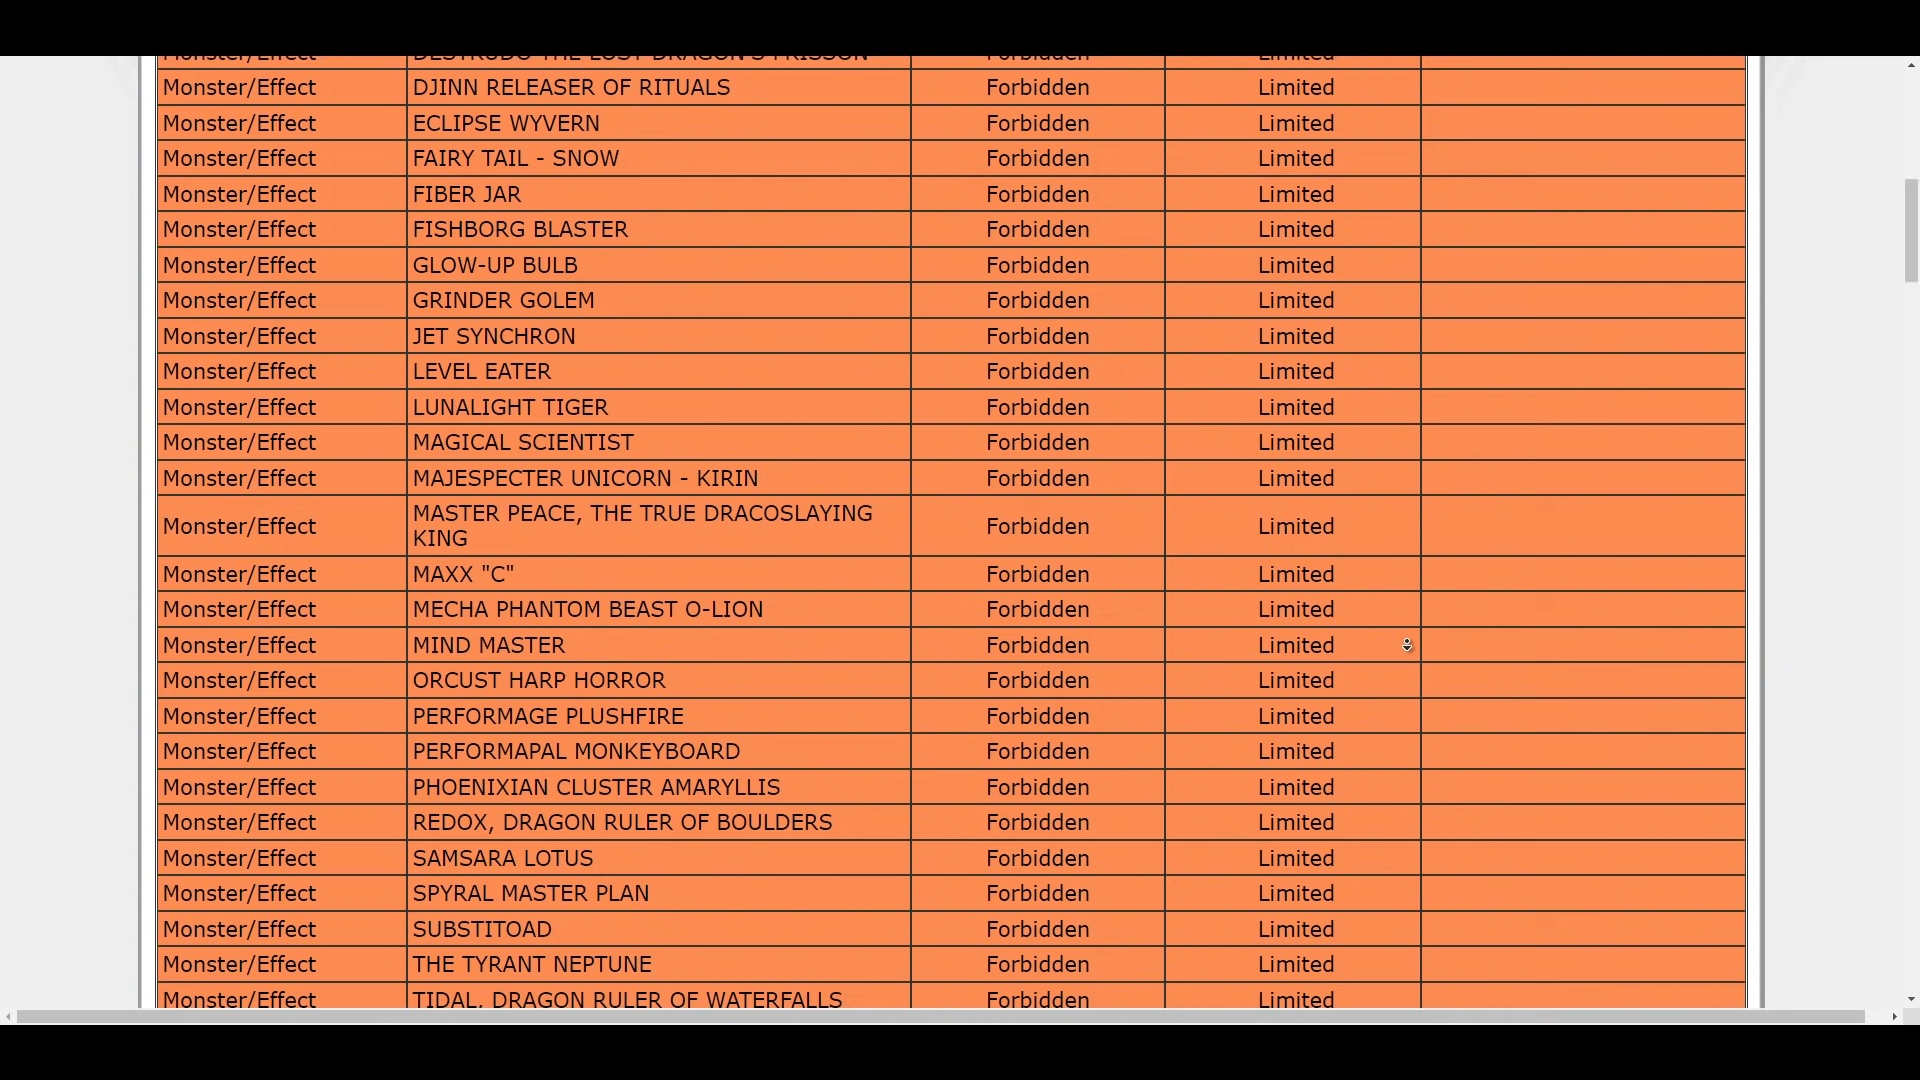 Monster/Effect DESTRUDO THE LOST DRAGON'S FRISSON Forbidden Limited
Monster/Effect DJINN RELEASER OF RITUALS Forbidden Limited
Monster/Effect ECLIPSE WYVERN Forbidden Limited
Monster/Effect FAIRY TAIL - SNOW Forbidden Limited
Monster/Effect FIBER JAR Forbidden Limited
Monster/Effect FISHBORG BLASTER Forbidden Limited
Monster/Effect GLOW-UP BULB Forbidden Limited
Monster/Effect GRINDER GOLEM Forbidden Limited
Monster/Effect JET SYNCHRON Forbidden Limited
Monster/Effect LEVEL EATER Forbidden Limited
Monster/Effect LUNALIGHT TIGER Forbidden Limited
Monster/Effect MAGICAL SCIENTIST Forbidden Limited
Monster/Effect MAJESPECTER UNICORN - KIRIN Forbidden Limited
Monster/Effect MASTER PEACE, THE TRUE DRACOSLAYING
KING Forbidden Limited
Monster/Effect MAXX "C" Forbidden Limited
Monster/Effect MECHA PHANTOM BEAST O-LION Forbidden Limited
Monster/Effect MIND MASTER Forbidden Limited
Monster/Effect ORCUST HARP HORROR Forbidden Limited
Monster/Effect PERFORMAGE PLUSHFIRE Forbidden Limited
Monster/Effect PERFORMAPAL MONKEYBOARD Forbidden Limited
Monster/Effect PHOENIXIAN CLUSTER AMARYLLIS Forbidden Limited
Monster/Effect REDOX, DRAGON RULER OF BOULDERS Forbidden Limited
Monster/Effect SAMSARA LOTUS Forbidden Limited
Monster/Effect SPYRAL MASTER PLAN Forbidden Limited
Monster/Effect SUBSTITOAD Forbidden Limited
Monster/Effect THE TYRANT NEPTUNE Forbidden Limited
Monster/Effect TIDAL, DRAGON RULER OF WATERFALLS Forbidden Limited